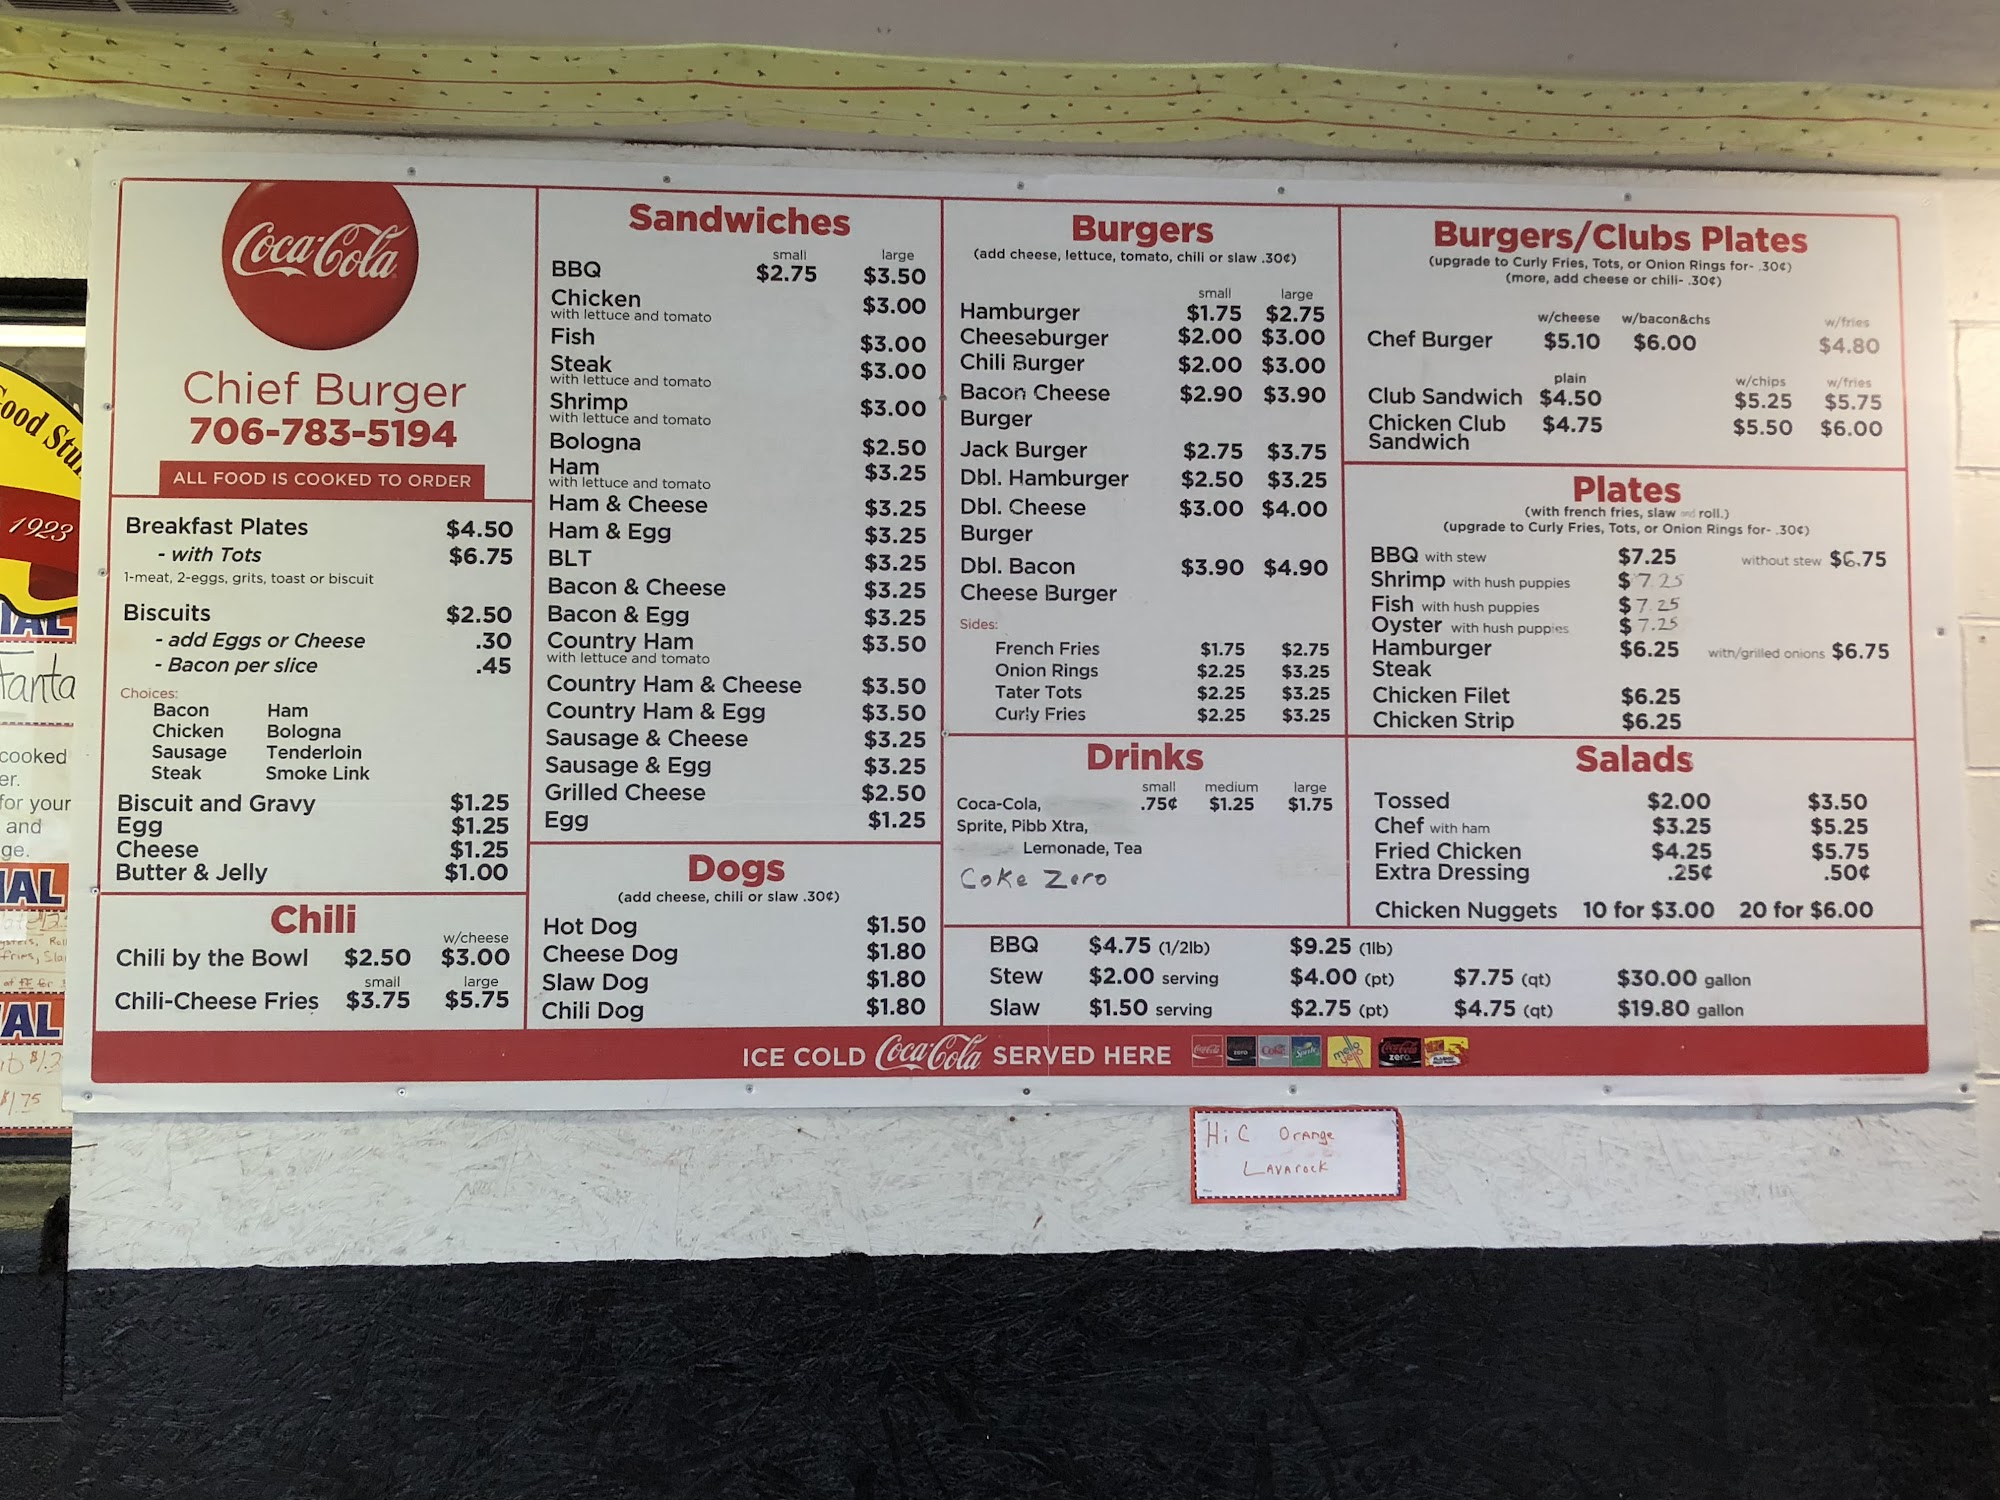 Good Stu
1923
IAL
Fanta
cooked
er.
for your
and
ge.
IAL
AL
$1.75
Coca-Cola
Chief Burger
706-783-5194
ALL FOOD IS COOKED TO ORDER
Breakfast Plates $4.50
- with Tots $6.75
1-meat, 2-eggs, grits, toast or biscuit
Biscuits $2.50
- add Eggs or Cheese .30
- Bacon per slice .45
Choices:
Bacon Ham
Chicken Bologna
Sausage Tenderloin
Steak Smoke Link
Biscuit and Gravy $1.25
Egg $1.25
Cheese $1.25
Butter & Jelly $1.00
Chili
w/cheese
Chili by the Bowl $2.50 $3.00
small large
Chili-Cheese Fries $3.75 $5.75
Sandwiches
small large
BBQ $2.75 $3.50
Chicken $3.00
with lettuce and tomato
Fish $3.00
Steak $3.00
with lettuce and tomato
Shrimp $3.00
with lettuce and tomato
Bologna $2.50
Ham $3.25
with lettuce and tomato
Ham & Cheese $3.25
Ham & Egg $3.25
BLT $3.25
Bacon & Cheese $3.25
Bacon & Egg $3.25
Country Ham $3.50
with lettuce and tomato
Country Ham & Cheese $3.50
Country Ham & Egg $3.50
Sausage & Cheese $3.25
Sausage & Egg $3.25
Grilled Cheese $2.50
Egg $1.25
Dogs
(add cheese, chili or slaw .30¢)
Hot Dog $1.50
Cheese Dog $1.80
Slaw Dog $1.80
Chili Dog $1.80
Burgers
(add cheese, lettuce, tomato, chili or slaw .30¢)
small large
Hamburger $1.75 $2.75
Cheeseburger $2.00 $3.00
Chili Burger $2.00 $3.00
Bacon Cheese $2.90 $3.90
Burger
Jack Burger $2.75 $3.75
Dbl. Hamburger $2.50 $3.25
Dbl. Cheese $3.00 $4.00
Burger
Dbl. Bacon $3.90 $4.90
Cheese Burger
Sides:
French Fries $1.75 $2.75
Onion Rings $2.25 $3.25
Tater Tots $2.25 $3.25
Curly Fries $2.25 $3.25
Drinks
small medium large
Coca-Cola, .75¢ $1.25 $1.75
Sprite, Pibb Xtra,
Lemonade, Tea
Coke Zero
Burgers/Clubs Plates
(upgrade to Curly Fries, Tots, or Onion Rings for- .30¢)
(more, add cheese or chili- .30¢)
w/cheese w/bacon&chs w/fries
Chef Burger $5.10 $6.00 $4.80
plain w/chips w/fries
Club Sandwich $4.50 $5.25 $5.75
Chicken Club $4.75 $5.50 $6.00
Sandwich
Plates
(with french fries, slaw and roll.)
(upgrade to Curly Fries, Tots, or Onion Rings for- .30¢)
BBQ with stew $7.25 without stew $6.75
Shrimp with hush puppies $7.25
Fish with hush puppies $7.25
Oyster with hush puppies $7.25
Hamburger $6.25 with/grilled onions $6.75
Steak
Chicken Filet $6.25
Chicken Strip $6.25
Salads
Tossed $2.00 $3.50
Chef with ham $3.25 $5.25
Fried Chicken $4.25 $5.75
Extra Dressing .25¢ .50¢
Chicken Nuggets 10 for $3.00 20 for $6.00
BBQ $4.75 (1/2lb) $9.25 (1lb)
Stew $2.00 serving $4.00 (pt) $7.75 (qt) $30.00 gallon
Slaw $1.50 serving $2.75 (pt) $4.75 (qt) $19.80 gallon
ICE COLD Coca-Cola SERVED HERE
Hi C Orange
Lavarock